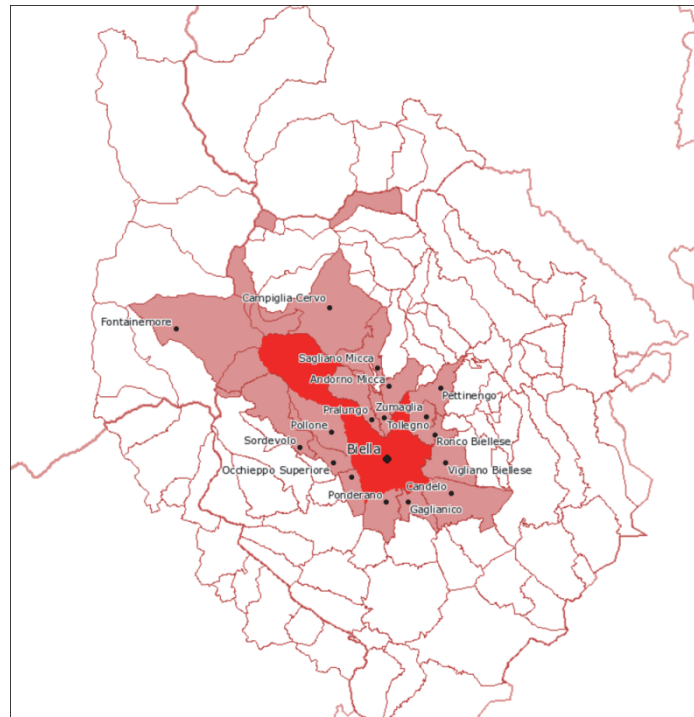 Campiglia Cervo
Fontainemore
Sagliano Micca
Andorno Micca
Pettinengo
Zumaglia
Pralungo
Tollegno
Pollone
Ronco Biellese
Sordevolo
Biella
Occhieppo Superiore
Vigliano Biellese
Candelo
Ponderano
Gaglianico